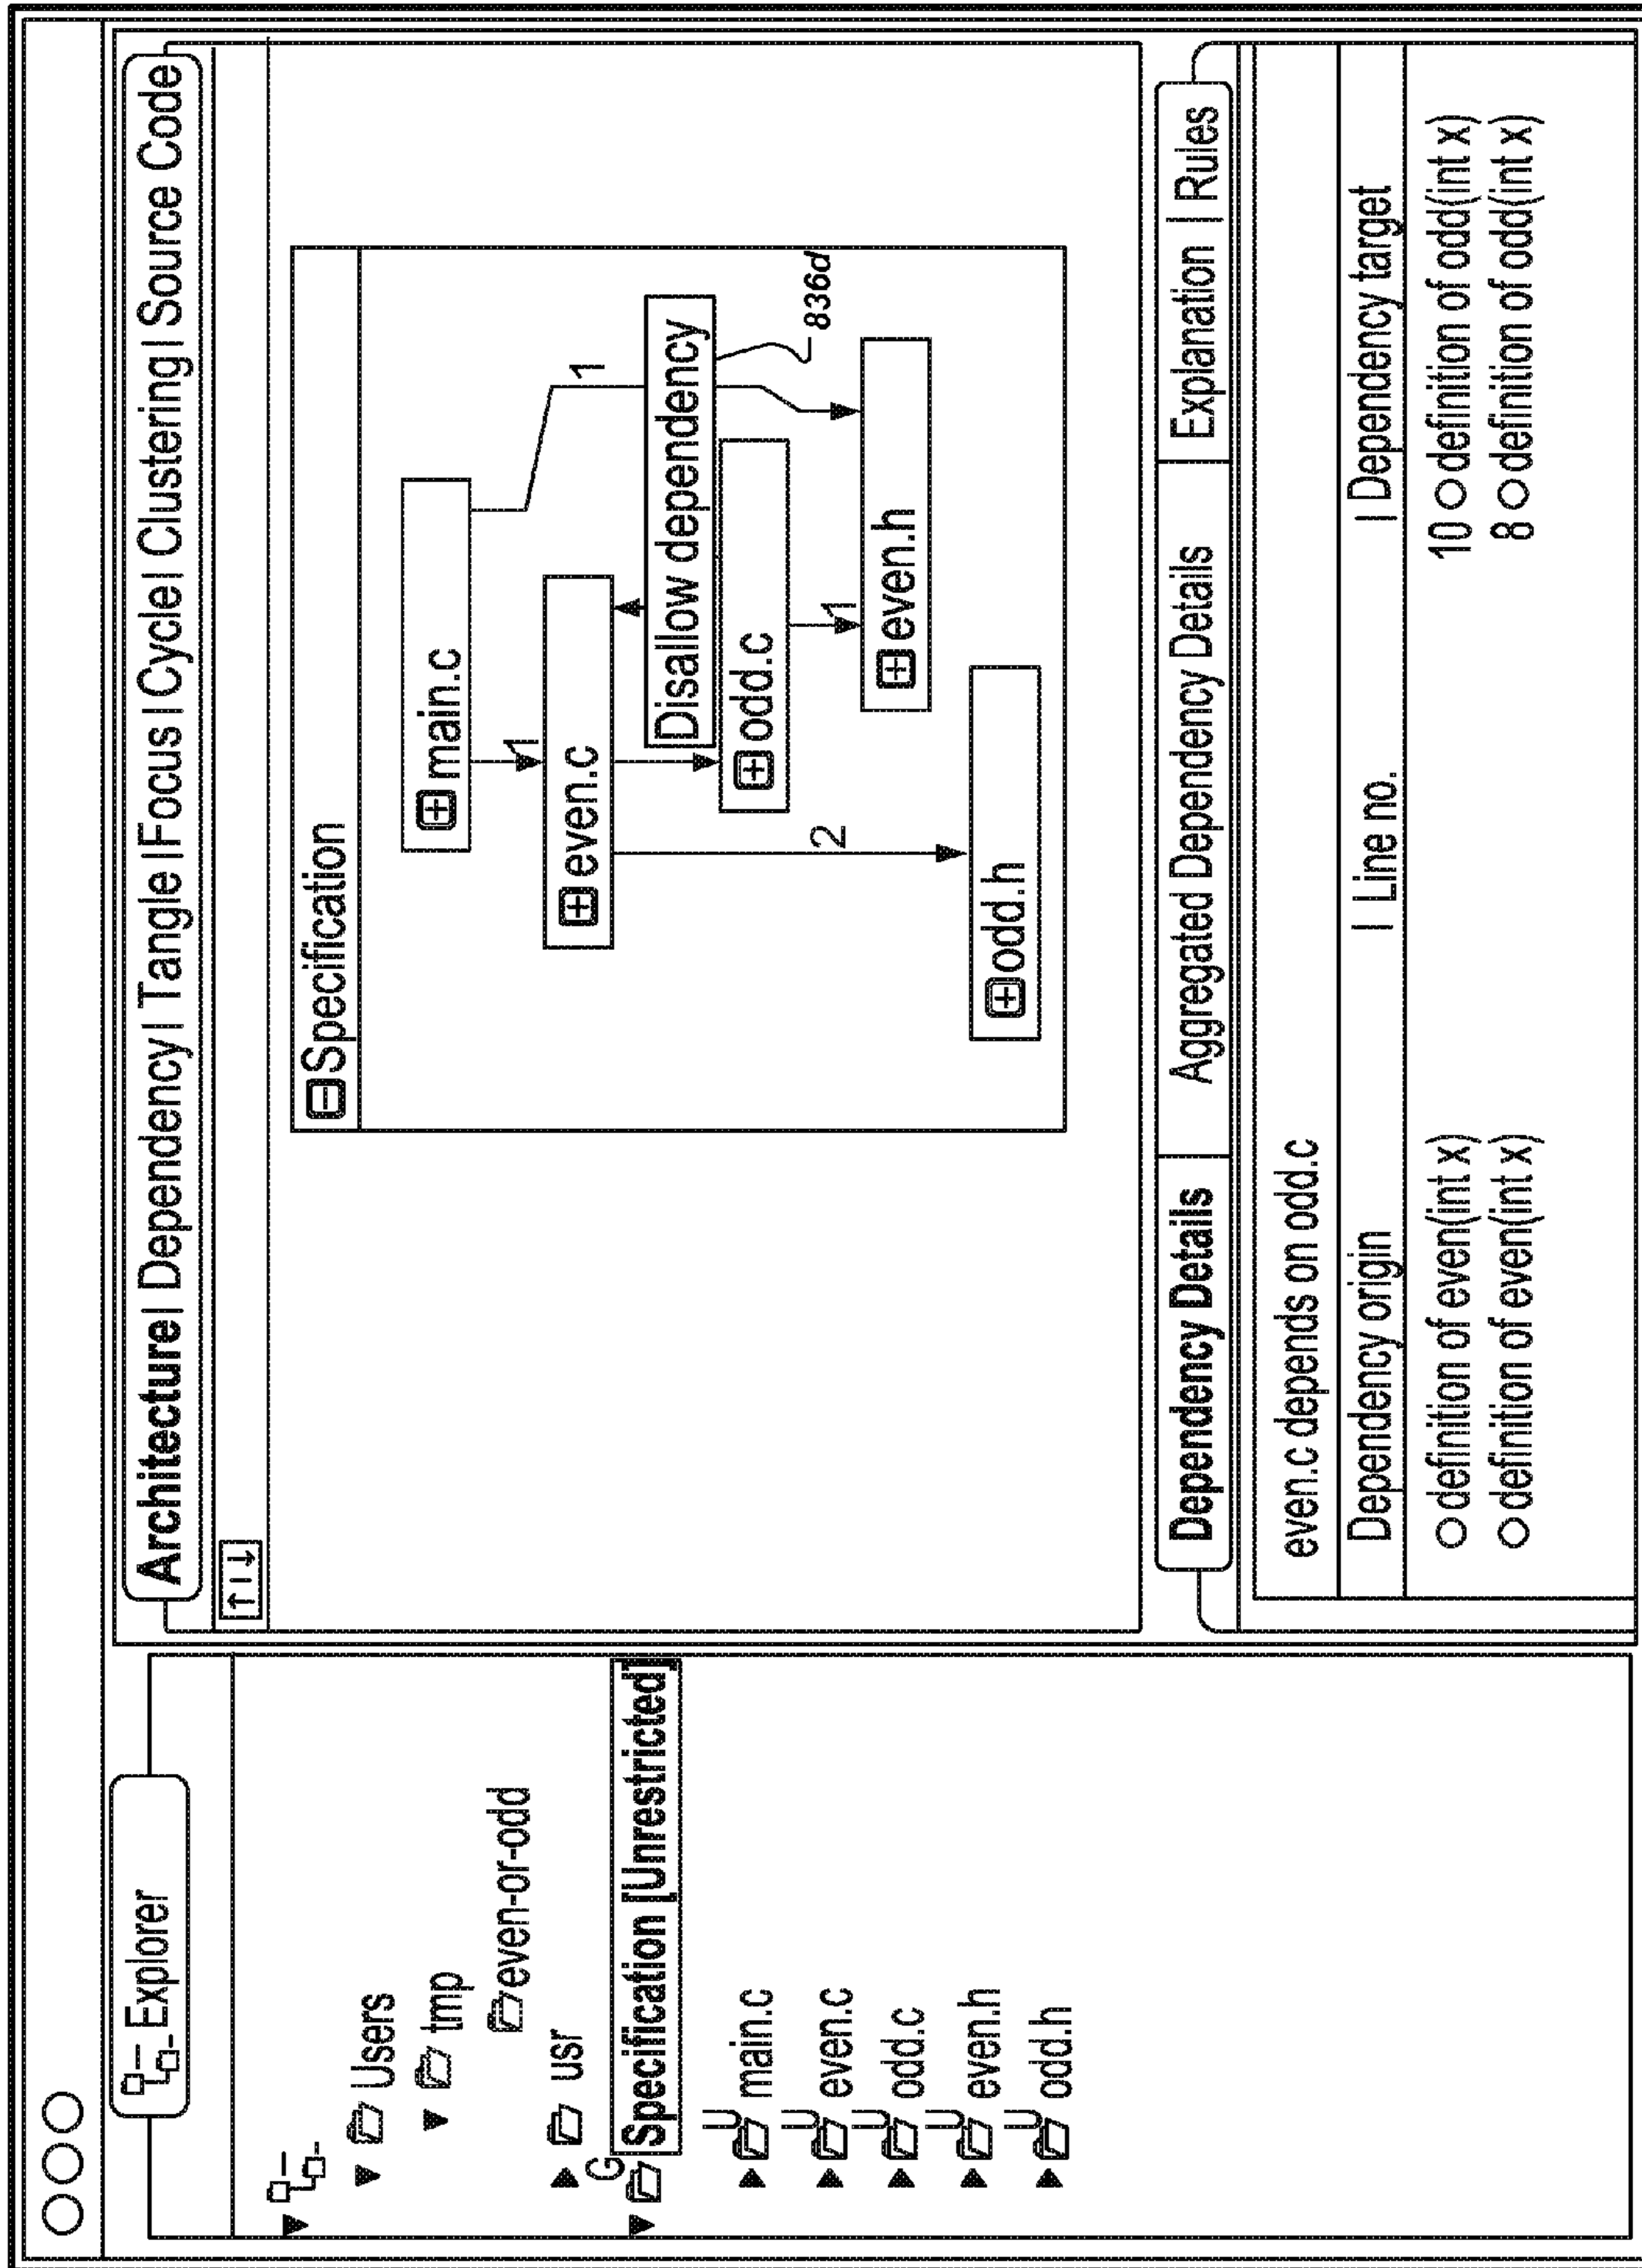 Explorer
Users
tmp
even-or-odd
usr
G
Specification [Unrestricted]
main.c
even.c
odd.c
even.h
odd.h
Architecture | Dependency | Tangle | Focus | Cycle | Clustering | Source Code
Specification
main.c
1
1
even.c
Disallow dependency
836d
odd.c
2
1
even.h
odd.h
Dependency Details
Aggregated Dependency Details
Explanation | Rules
even.c depends on odd.c
Dependency origin | Line no. | Dependency target
definition of even(int x) 10 definition of odd(int x)
definition of even(int x) 8 definition of odd(int x)